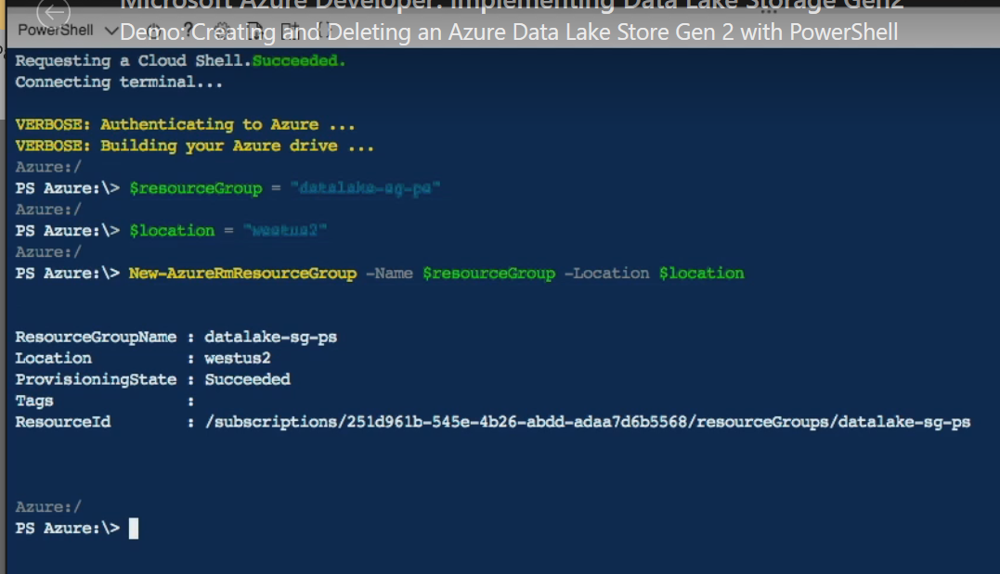 Microsoft Azure Developer: Implementing Data Lake Storage Gen2
PowerShell
Demo: Creating and Deleting an Azure Data Lake Store Gen 2 with PowerShell
Requesting a Cloud Shell.Succeeded.
Connecting terminal...
VERBOSE: Authenticating to Azure ...
VERBOSE: Building your Azure drive ...
Azure:/
PS Azure:\> $resourceGroup = "datalake-sg-ps"
Azure:/
PS Azure:\> $location = "westus2"
Azure:/
PS Azure:\> New-AzureRmResourceGroup -Name $resourceGroup -Location $location
ResourceGroupName : datalake-sg-ps
Location : westus2
ProvisioningState : Succeeded
Tags :
ResourceId : /subscriptions/251d961b-545e-4b26-abdd-adaa7d6b5568/resourceGroups/datalake-sg-ps
Azure:/
PS Azure:\>